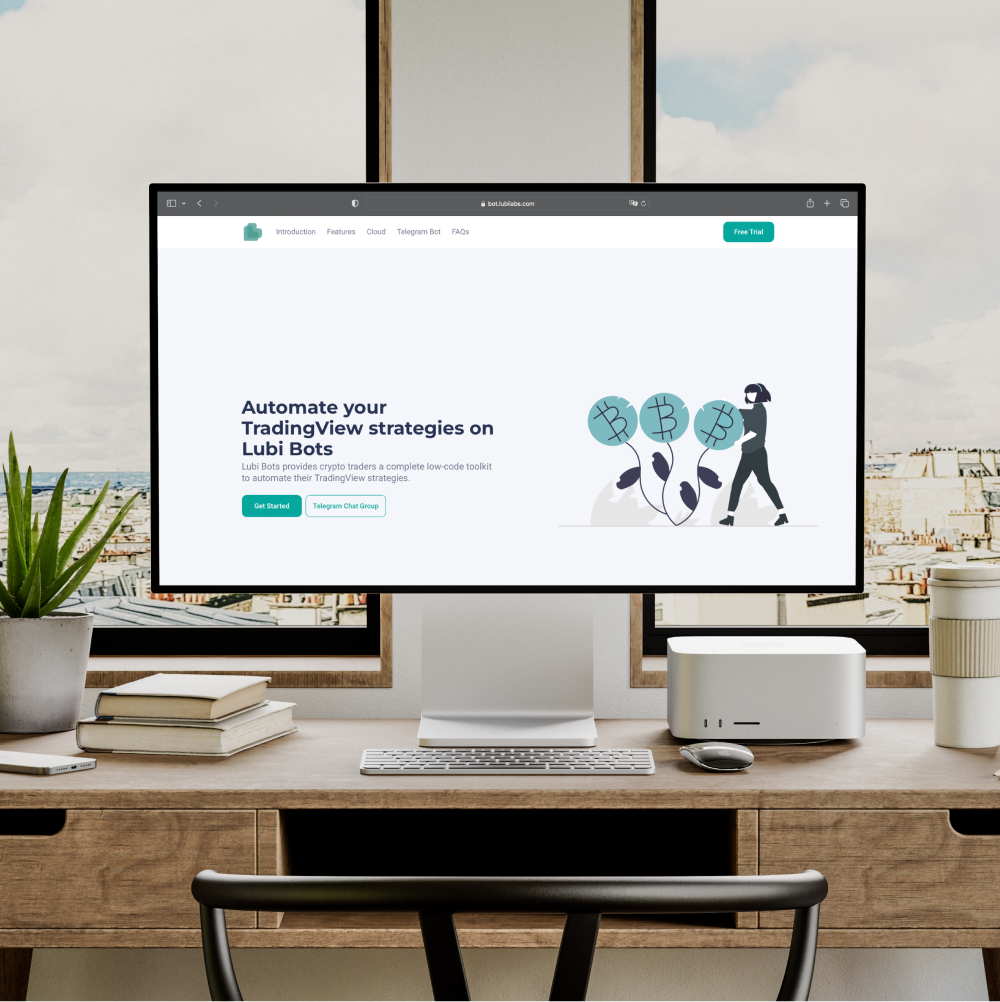 bot.lubilabs.com
Introduction Features Cloud Telegram Bot FAQs
Free Trial
Automate your
TradingView strategies on
Lubi Bots
Lubi Bots provides crypto traders a complete low-code toolkit
to automate their TradingView strategies.
Get Started Telegram Chat Group